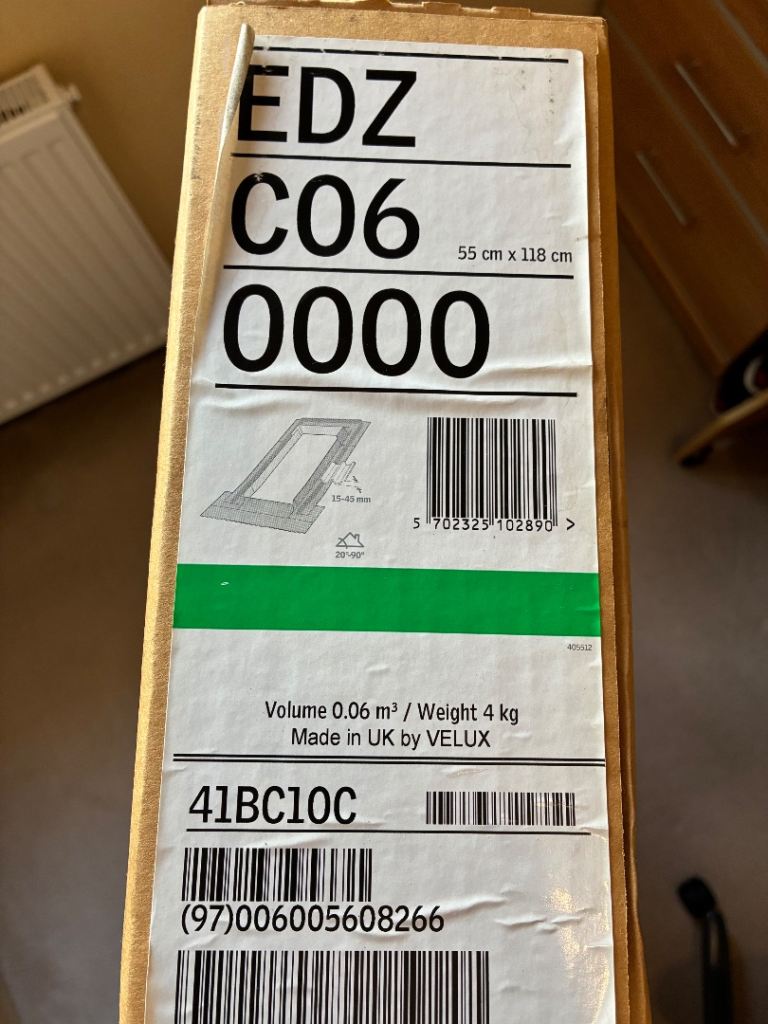 EDZ
C06
55 cm x 118 cm
0000
15-45 mm
20°-90°
5 702325 102890 >
405512
Volume 0.06 m³ / Weight 4 kg
Made in UK by VELUX
41BC10C
(97)006005608266